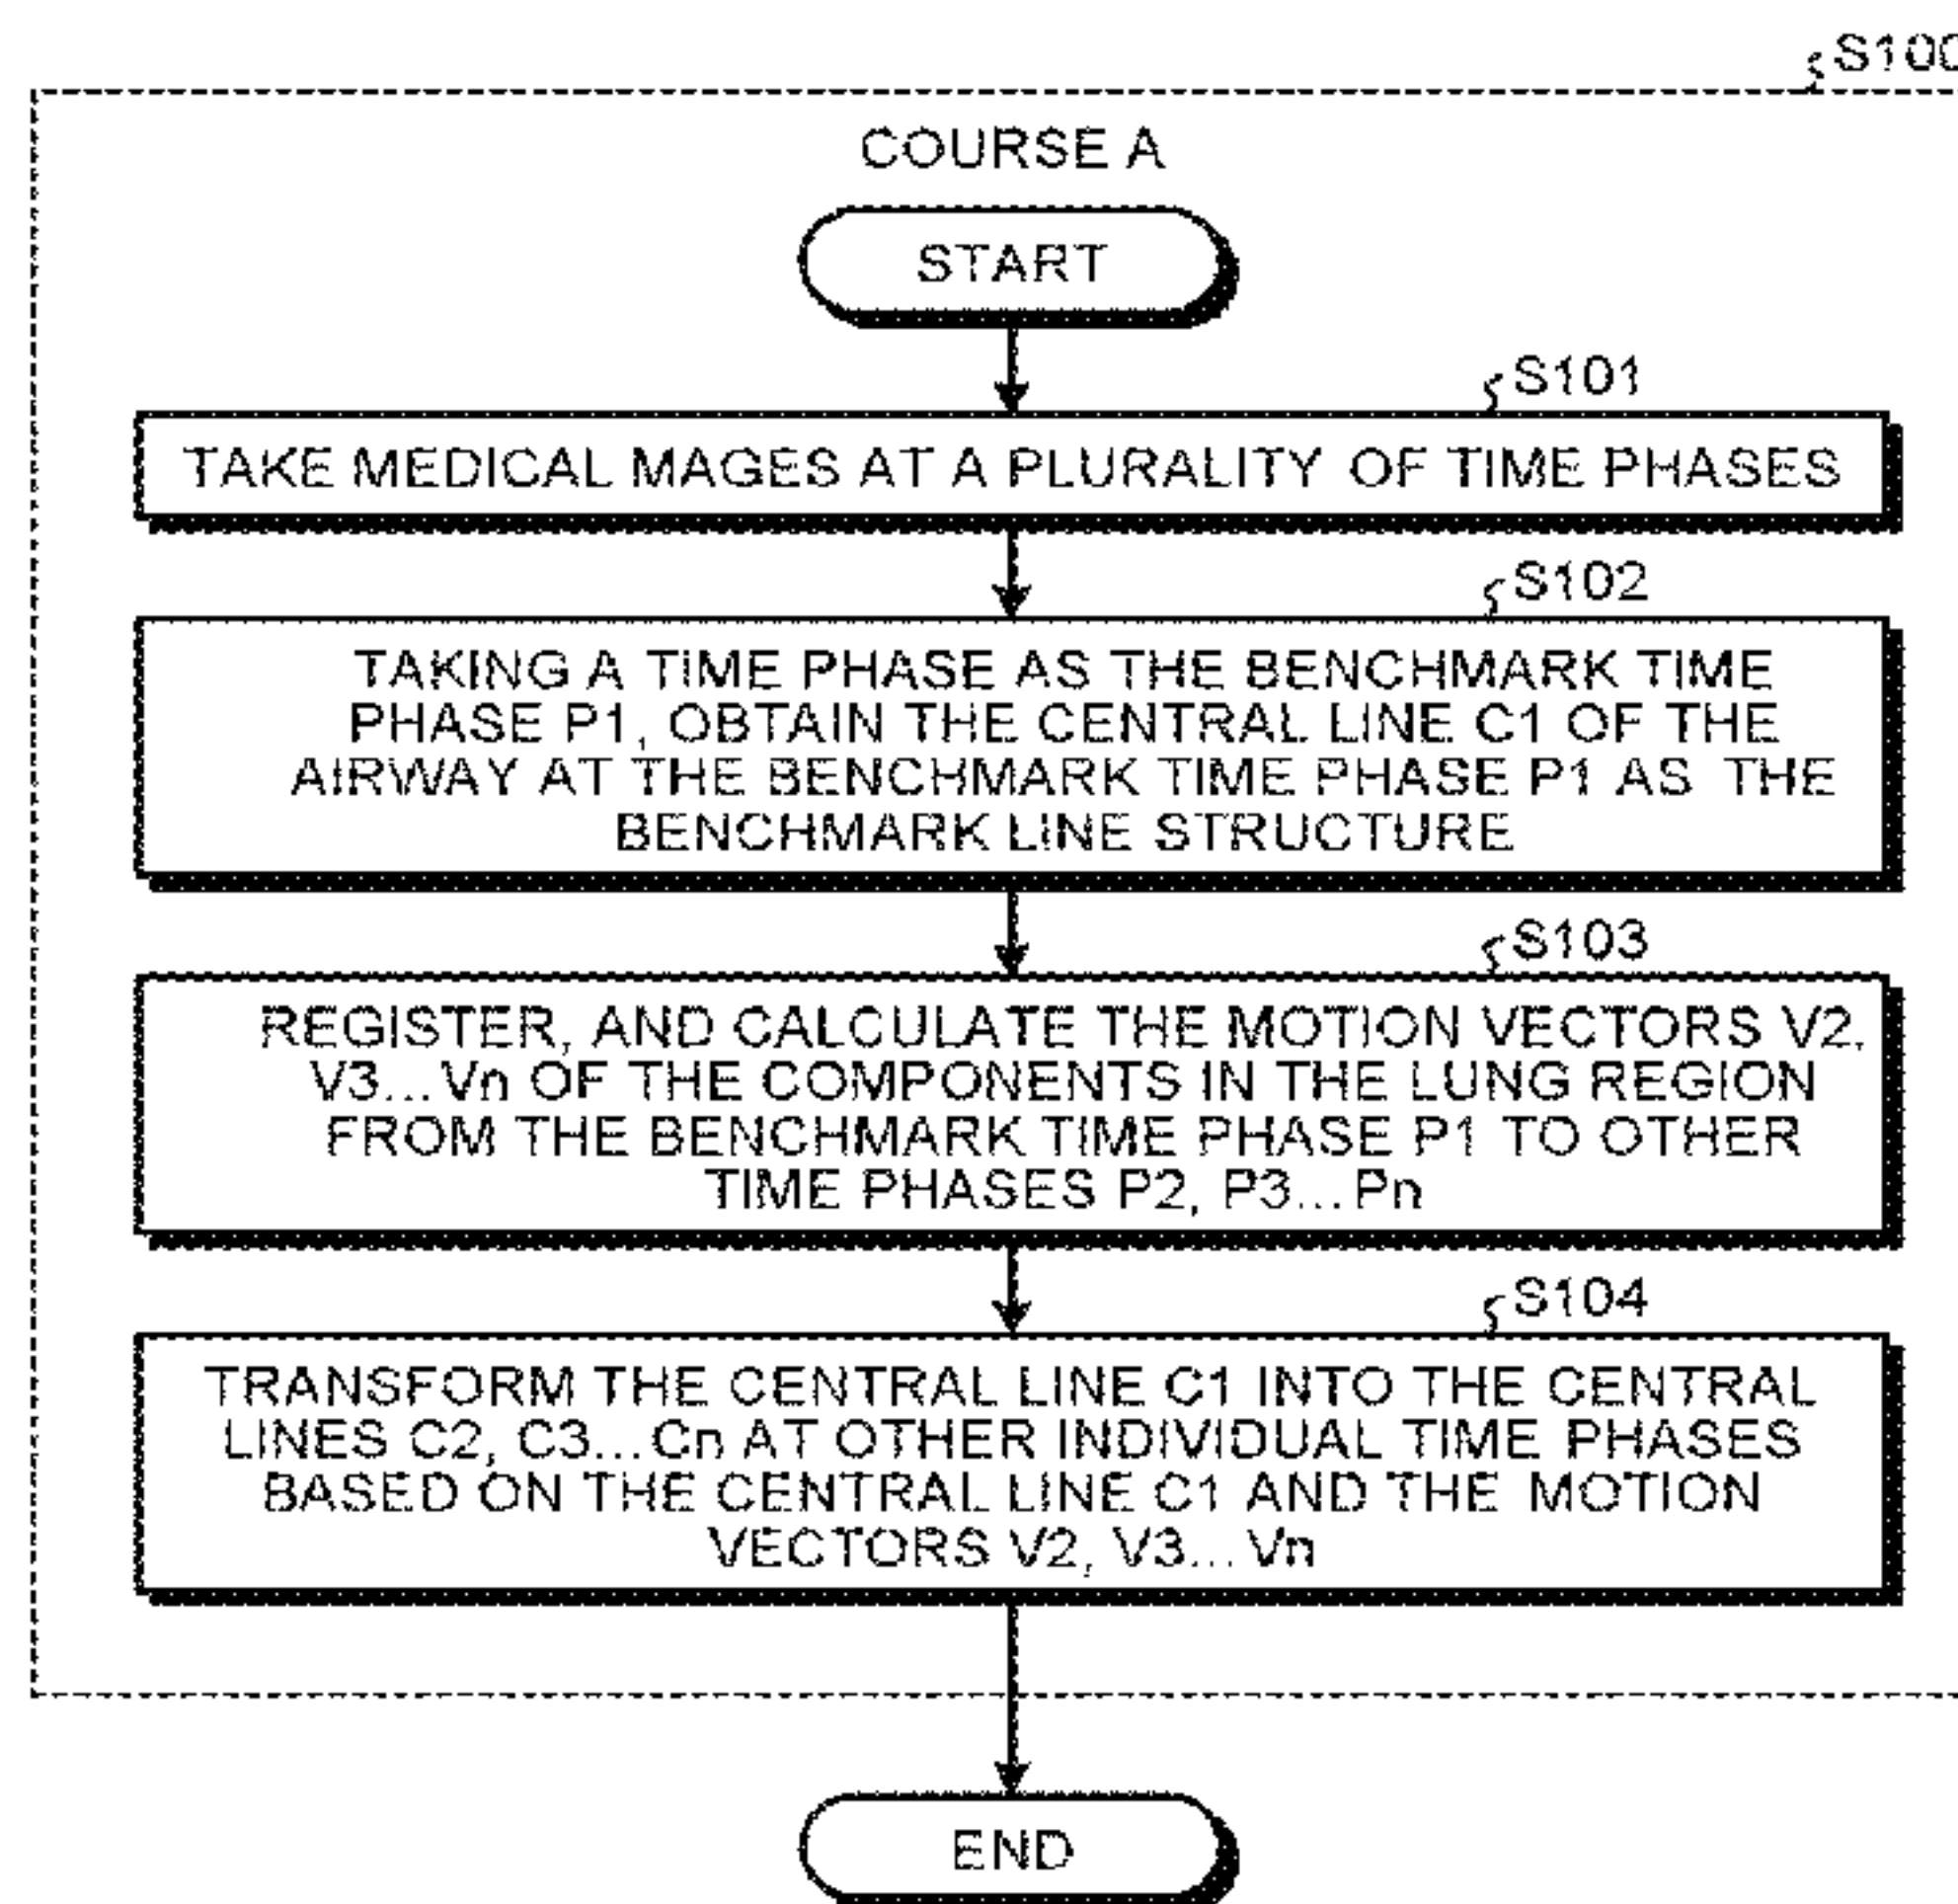 S100
COURSE A
START
S101
TAKE MEDICAL MAGES AT A PLURALITY OF TIME PHASES
S102
TAKING A TIME PHASE AS THE BENCHMARK TIME
PHASE P1, OBTAIN THE CENTRAL LINE C1 OF THE
AIRWAY AT THE BENCHMARK TIME PHASE P1 AS THE
BENCHMARK LINE STRUCTURE
S103
REGISTER, AND CALCULATE THE MOTION VECTORS V2,
V3...Vn OF THE COMPONENTS IN THE LUNG REGION
FROM THE BENCHMARK TIME PHASE P1 TO OTHER
TIME PHASES P2, P3...Pn
S104
TRANSFORM THE CENTRAL LINE C1 INTO THE CENTRAL
LINES C2, C3...Cn AT OTHER INDIVIDUAL TIME PHASES
BASED ON THE CENTRAL LINE C1 AND THE MOTION
VECTORS V2, V3...Vn
END